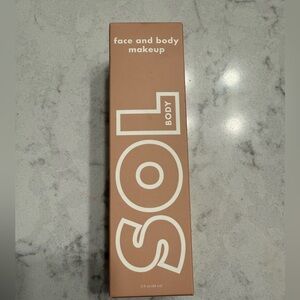 face and body
makeup
SOL
BODY